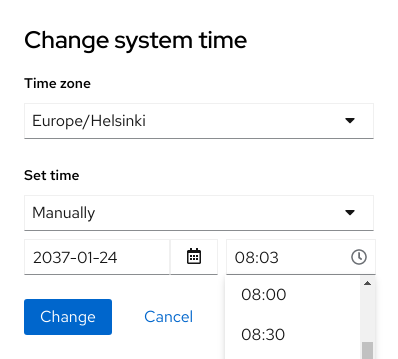 Change system time
Time zone
Europe/Helsinki
Set time
Manually
2037-01-24 08:03
08:00
08:30
Change Cancel